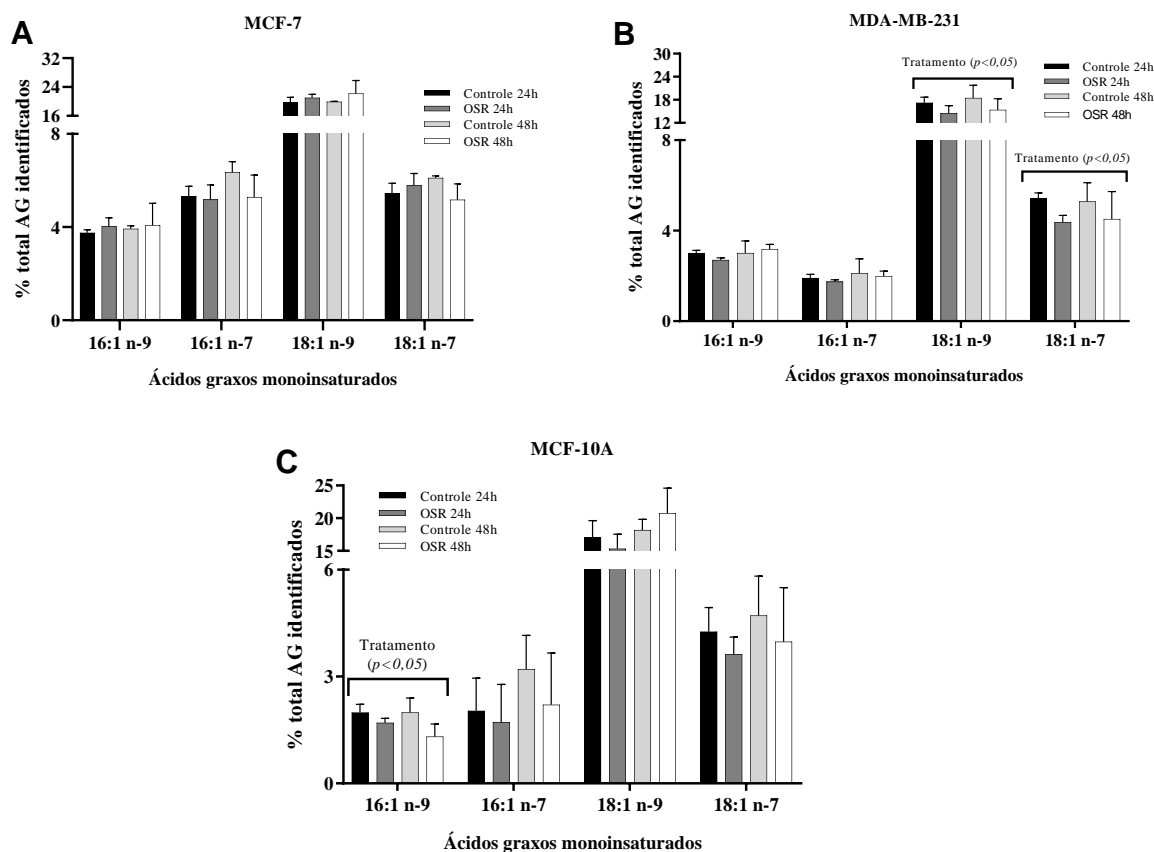 A
MCF-7
% total AG identificados
32
24
16
8
4
0
Controle 24h
OSR 24h
Controle 48h
OSR 48h
16:1 n-9
16:1 n-7
18:1 n-9
18:1 n-7
Ácidos graxos monoinsaturados
B
MDA-MB-231
% total AG identificados
30
24
18
12
8
4
0
Tratamento (p<0,05)
Controle 24h
OSR 24h
Controle 48h
OSR 48h
Tratamento (p<0,05)
16:1 n-9
16:1 n-7
18:1 n-9
18:1 n-7
Ácidos graxos monoinsaturados
C
MCF-10A
% total AG identificados
25
20
15
6
3
0
Controle 24h
OSR 24h
Controle 48h
OSR 48h
Tratamento
(p<0,05)
16:1 n-9
16:1 n-7
18:1 n-9
18:1 n-7
Ácidos graxos monoinsaturados